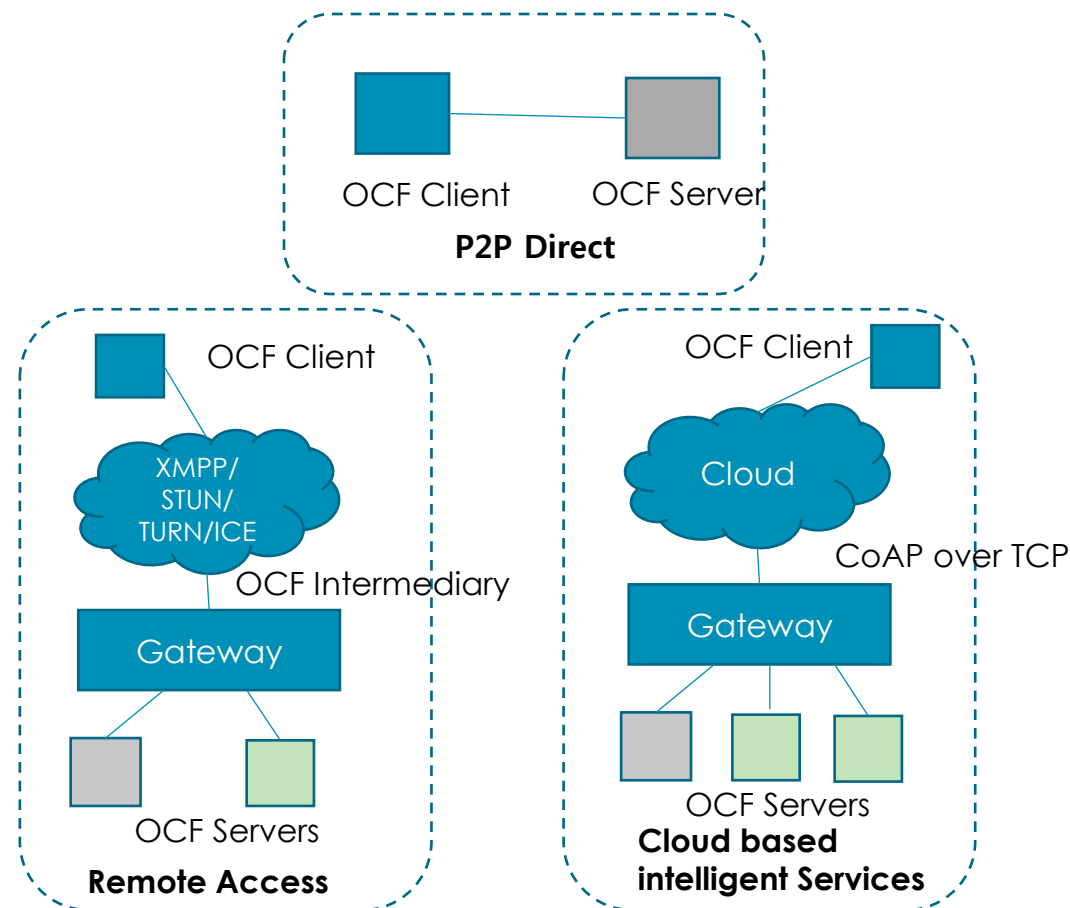 OCF Client
OCF Server
P2P Direct
OCF Client
XMPP/
STUN/
TURN/ICE
OCF Intermediary
Gateway
OCF Servers
Remote Access
OCF Client
Cloud
CoAP over TCP
Gateway
OCF Servers
Cloud based
intelligent Services